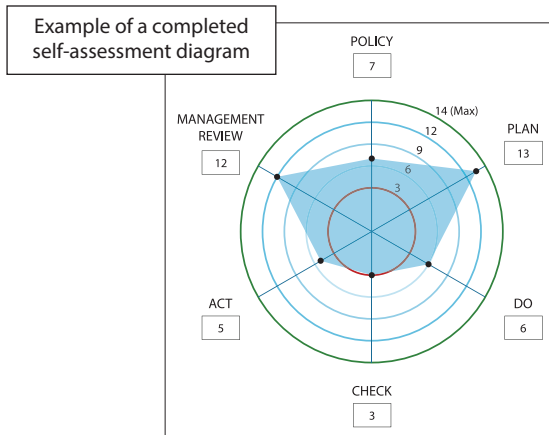 Example of a completed
self-assessment diagram
POLICY
7
14 (Max)
12
9
6
3
MANAGEMENT
REVIEW
12
PLAN
13
ACT
5
DO
6
CHECK
3